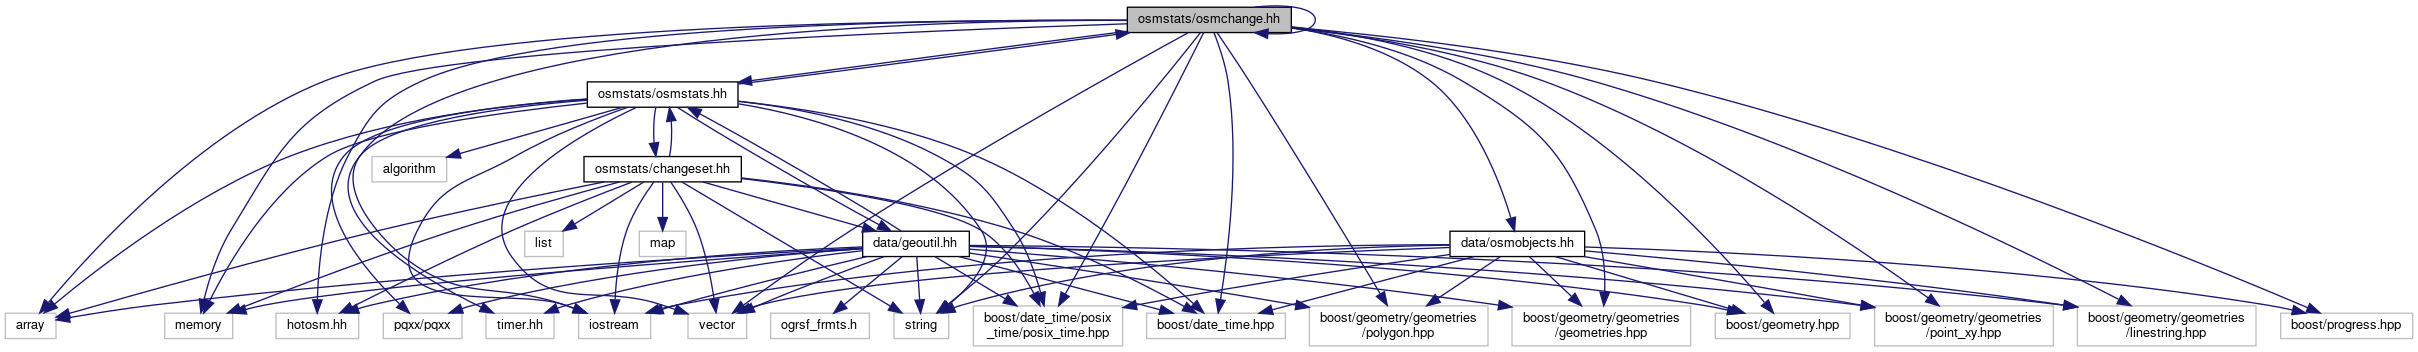 osmstats/osmchange.hh
osmstats/osmstats.hh
algorithm
osmstats/changeset.hh
list
map
data/geoutil.hh
data/osmobjects.hh
array
memory
hotosm.hh
pqxx/pqxx
timer.hh
iostream
vector
ogrsf_frmts.h
string
boost/date_time/posix
_time/posix_time.hpp
boost/date_time.hpp
boost/geometry/geometries
/polygon.hpp
boost/geometry/geometries
/geometries.hpp
boost/geometry.hpp
boost/geometry/geometries
/point_xy.hpp
boost/geometry/geometries
/linestring.hpp
boost/progress.hpp